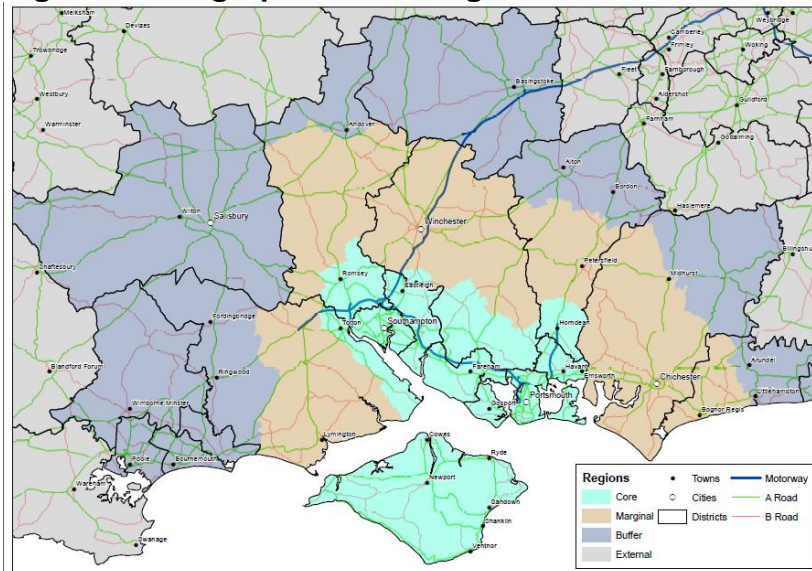 Melksham
Devizes
Trowbridge
Westbury
Warminster
Camberley
Frimley
Weybridge
Woking
Fleet
Farnborough
Aldershot
Guildford
Farnham
Godalming
Basingstoke
Andover
Alton
Bordon
Haslemere
Wilton
Salisbury
Winchester
Petersfield
Midhurst
Billingshu
Shaftesbury
Romsey
Eastleigh
Fordingbridge
Totton
Southampton
Horndean
Blandford Forum
Ringwood
Fareham
Havant
Emsworth
Arundel
Chichester
Wimborne Minster
Gosport
Portsmouth
Littlehampton
Bognor Regis
Lymington
Cowes
Poole
Bournemouth
Ryde
Wareham
Newport
Sandown
Shanklin
Swanage
Ventnor
Regions
Core
Marginal
Buffer
External
Towns
Cities
Districts
Motorway
A Road
B Road